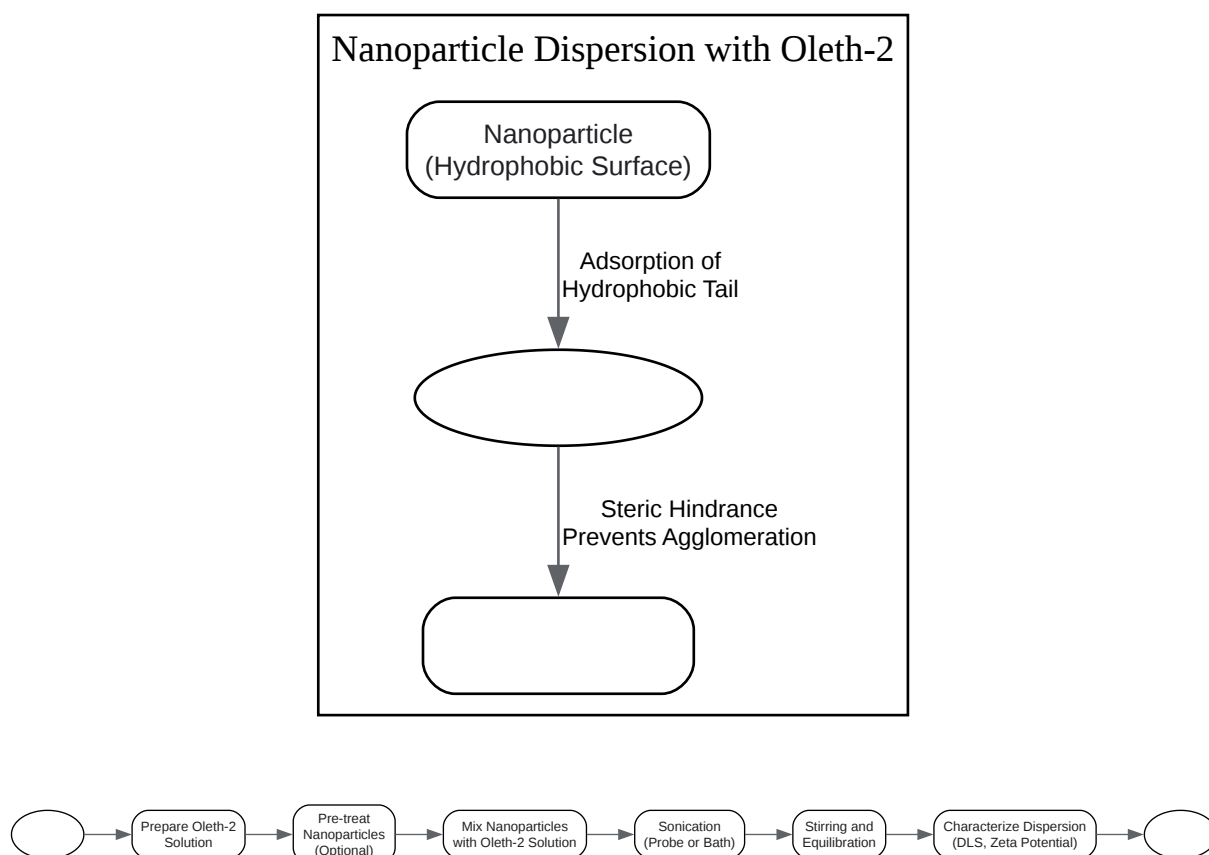 Nanoparticle Dispersion with Oleth-2
Nanoparticle
(Hydrophobic Surface)
Adsorption of
Hydrophobic Tail
Steric Hindrance
Prevents Agglomeration
Prepare Oleth-2
Solution
Pre-treat
Nanoparticles
(Optional)
Mix Nanoparticles
with Oleth-2 Solution
Sonication
(Probe or Bath)
Stirring and
Equilibration
Characterize Dispersion
(DLS, Zeta Potential)